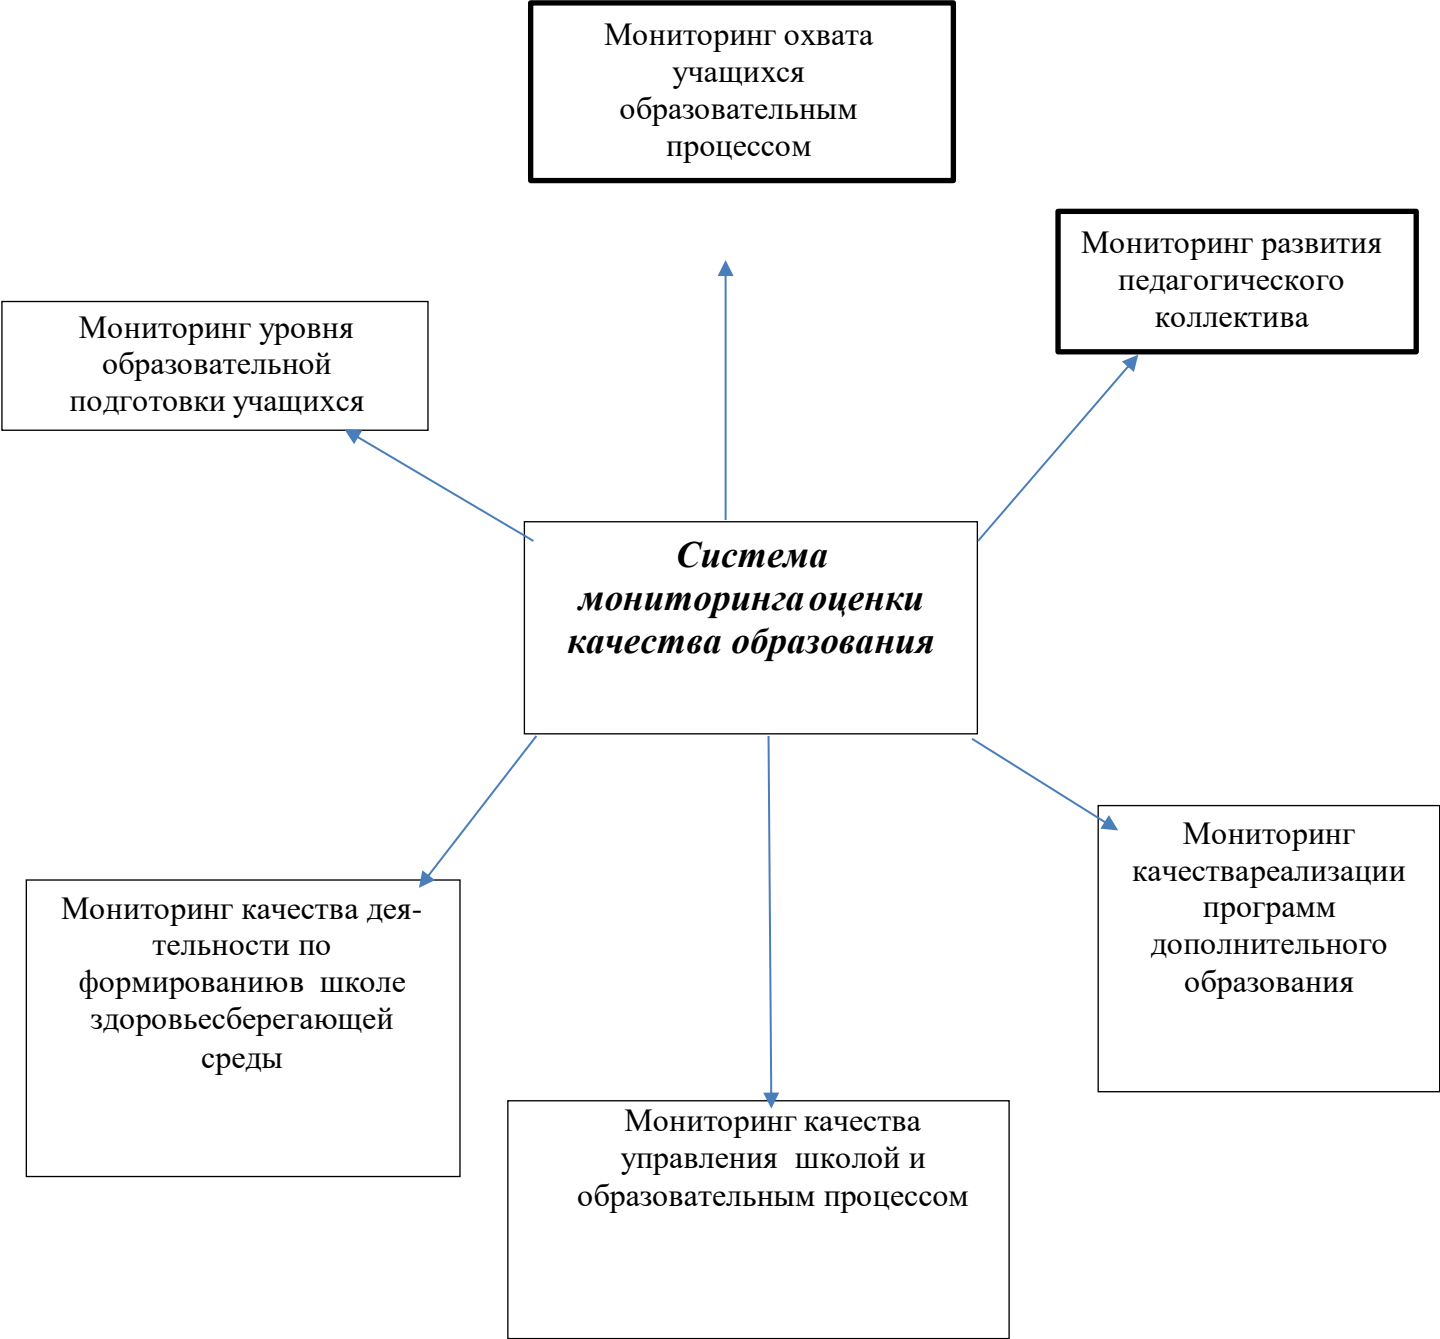 Мониторинг охвата
учащихся
образовательным
процессом
Мониторинг развития
педагогического
коллектива
Мониторинг уровня
образовательной
подготовки учащихся
Система
мониторинга оценки
качества образования
Мониторинг
качествареализации
программ
дополнительного
образования
Мониторинг качества дея-
тельности по
формированиюв школе
здоровьесберегающей
среды
Мониторинг качества
управления школой и
образовательным процессом